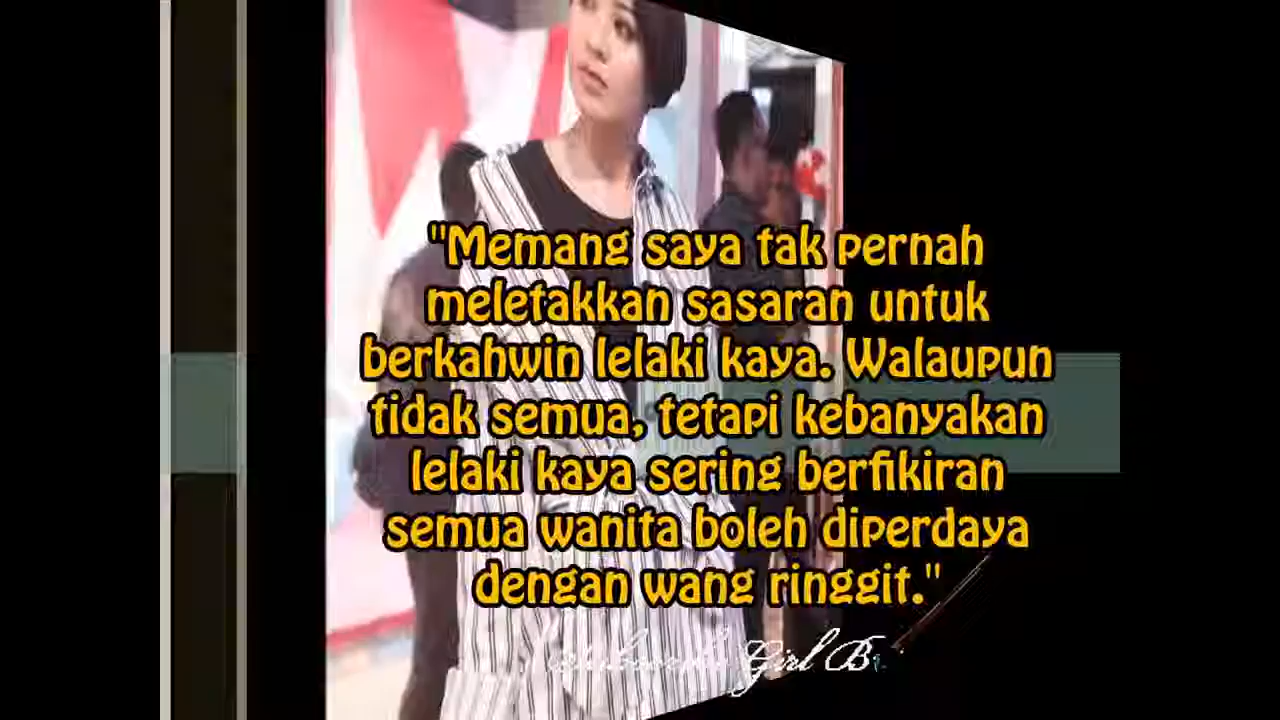 "Memang saya tak pernah
meletakkan sasaran untuk
berkahwin lelaki kaya. Walaupun
tidak semua, tetapi kebanyakan
lelaki kaya sering berfikiran
semua wanita boleh diperdaya
dengan wang ringgit."
Girl